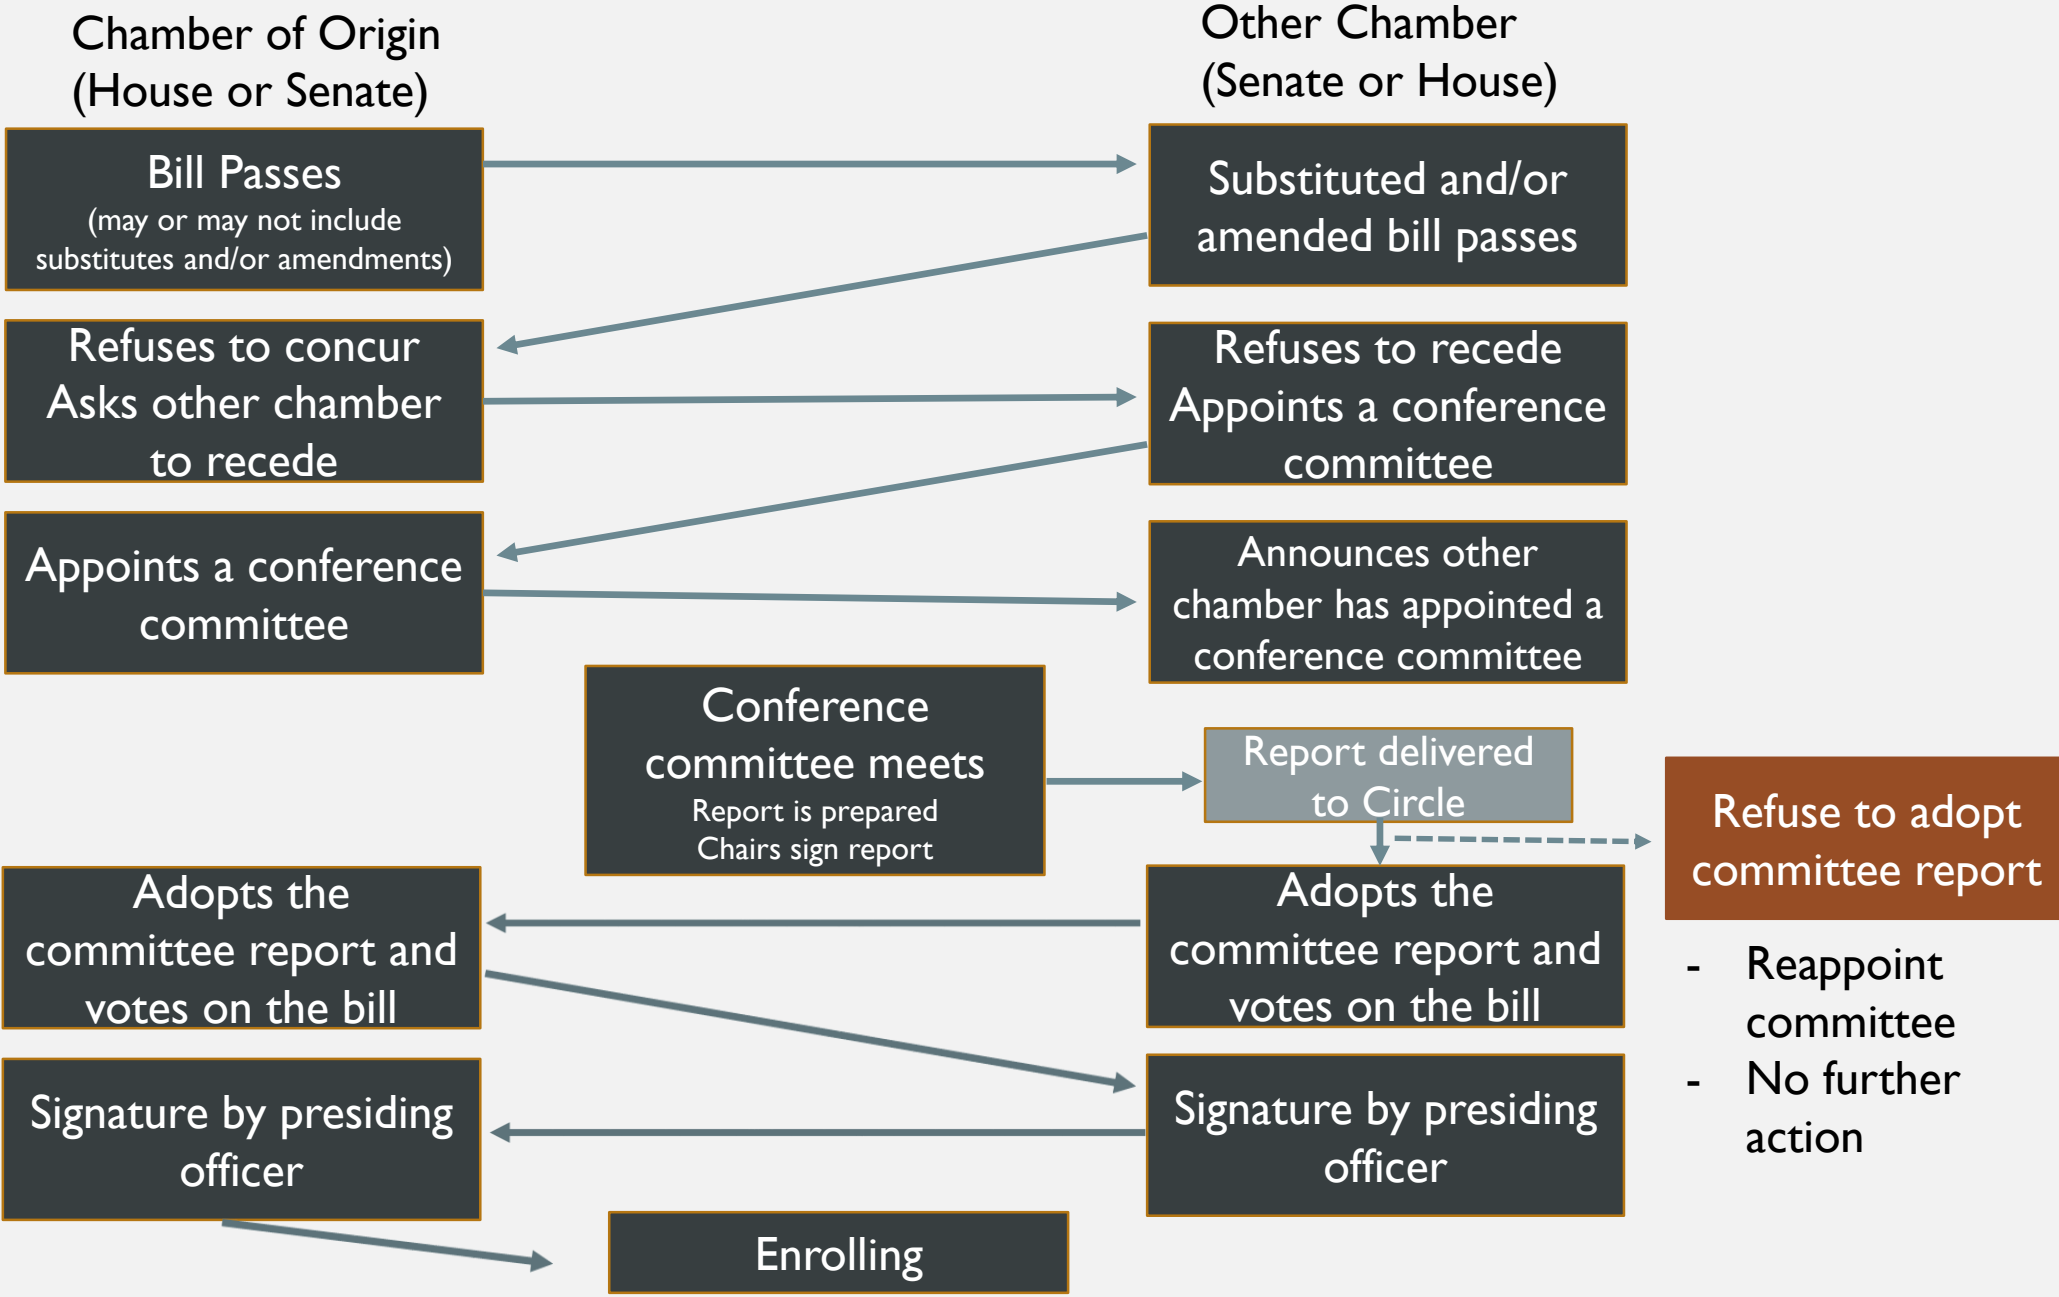 Chamber of Origin
(House or Senate)
Other Chamber
(Senate or House)
Bill Passes
(may or may not include
substitutes and/or amendments)
Substituted and/or
amended bill passes
Refuses to concur
Asks other chamber
to recede
Refuses to recede
Appoints a conference
committee
Appoints a conference
committee
Announces other
chamber has appointed a
conference committee
Conference
committee meets
Report is prepared
Chairs sign report
Report delivered
to Circle
Refuse to adopt
committee report
- Reappoint
committee
- No further
action
Adopts the
committee report and
votes on the bill
Adopts the
committee report and
votes on the bill
Signature by presiding
officer
Signature by presiding
officer
Enrolling